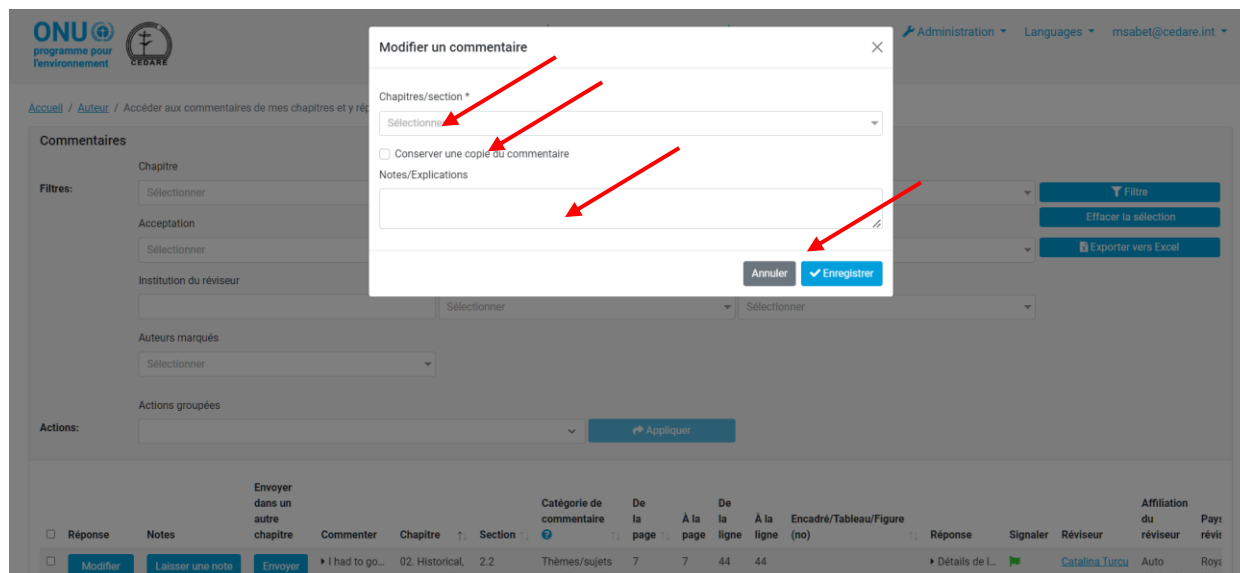 ONU
programme pour
l'environnement
CEDARE
Administration
Languages
msabet@cedare.int
Accueil / Auteur / Accéder aux commentaires de mes chapitres et y rép
Modifier un commentaire
Chapitres/section *
Sélectionner
Conserver une copie du commentaire
Notes/Explications
Annuler
Enregistrer
Commentaires
Chapitre
Filtres:
Sélectionner
Filtre
Acceptation
Effacer la sélection
Sélectionner
Exporter vers Excel
Institution du réviseur
Sélectionner
Sélectionner
Auteurs marqués
Sélectionner
Actions groupées
Actions:
Appliquer
Réponse
Notes
Envoyer
dans un
autre
chapitre
Commenter
Chapitre
Section
Catégorie de
commentaire
De
la
page
À la
page
De
la
ligne
À la
ligne
Encadré/Tableau/Figure
(no)
Réponse
Signaler
Réviseur
Affiliation
du
réviseur
Pays
révis
Modifier
Laisser une note
Envoyer
I had to go...
02. Historical,
2.2
Thèmes/sujets
7
7
44
44
Détails de l...
Catalina Turcu
Auto
Roya